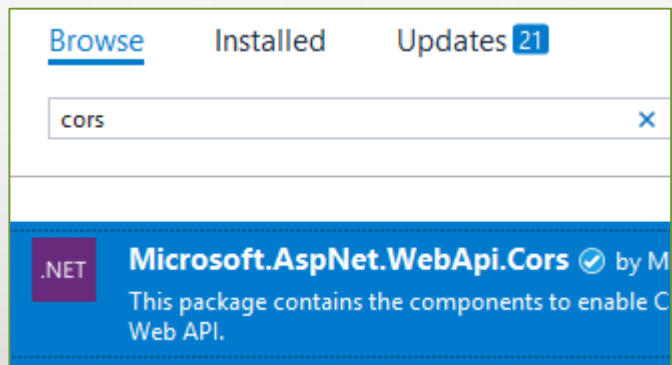 Browse Installed Updates 21
cors
.NET Microsoft.AspNet.WebApi.Cors by M
This package contains the components to enable C
Web API.